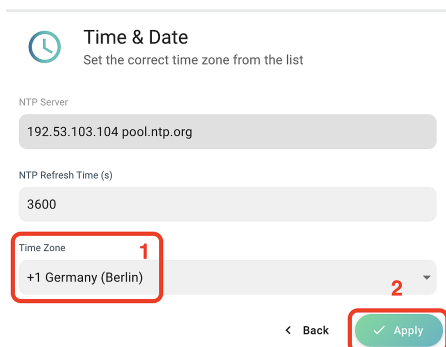 Time & Date
Set the correct time zone from the list
NTP Server
192.53.103.104 pool.ntp.org
NTP Refresh Time (s)
3600
Time Zone
1
+1 Germany (Berlin)
2
Back
Apply